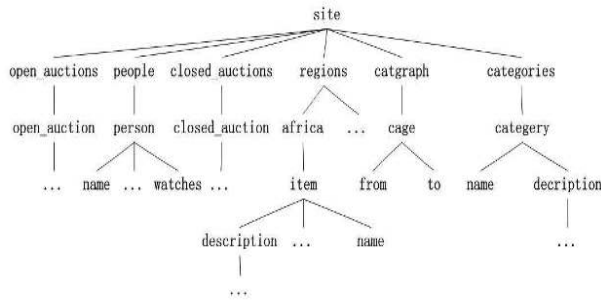 site
open_auctions people closed_auctions regions catgraph categories
open_auction person closed_auction africa ... cage categery
... name ... watches ... item from to name decription
description ... name ...
...